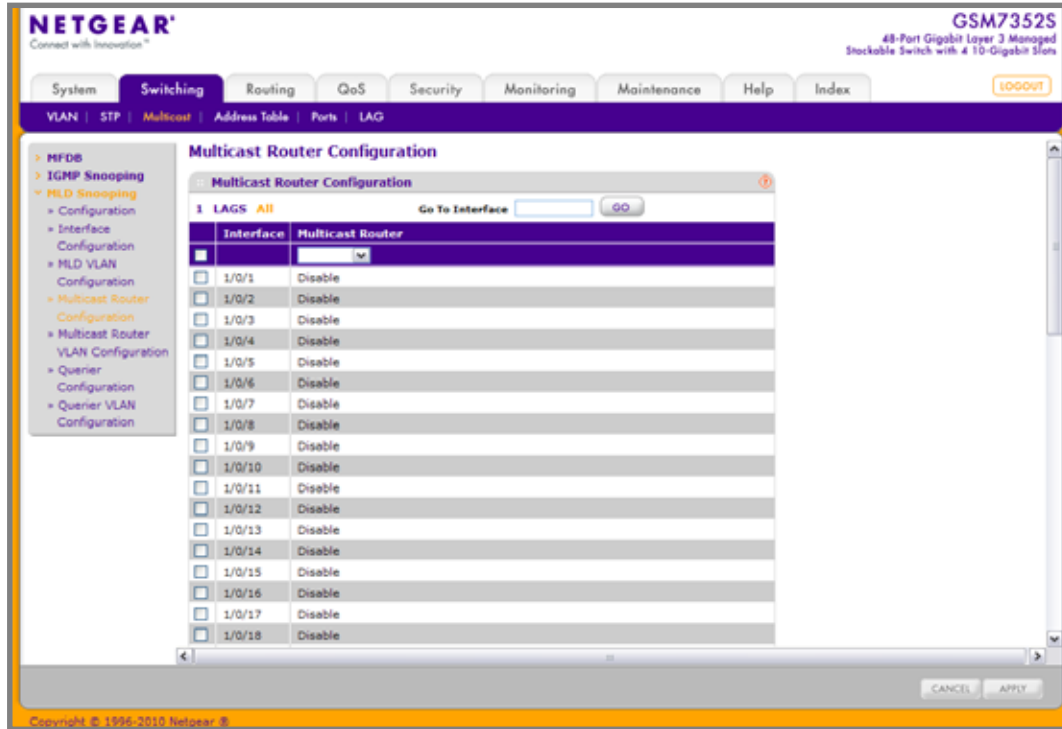 NETGEAR®
Connect with Innovation™
GSM7352S
48-Port Gigabit Layer 3 Managed
Stackable Switch with 4 10-Gigabit Slots
System Switching Routing QoS Security Monitoring Maintenance Help Index LOGOUT
VLAN | STP | Multicast | Address Table | Ports | LAG
MFDB
IGMP Snooping
MLD Snooping
» Configuration
» Interface
Configuration
» MLD VLAN
Configuration
» Multicast Router
Configuration
» Multicast Router
VLAN Configuration
» Querier
Configuration
» Querier VLAN
Configuration
Multicast Router Configuration
Multicast Router Configuration
1 LAGS All Go To Interface GO
Interface Multicast Router
1/0/1 Disable
1/0/2 Disable
1/0/3 Disable
1/0/4 Disable
1/0/5 Disable
1/0/6 Disable
1/0/7 Disable
1/0/8 Disable
1/0/9 Disable
1/0/10 Disable
1/0/11 Disable
1/0/12 Disable
1/0/13 Disable
1/0/14 Disable
1/0/15 Disable
1/0/16 Disable
1/0/17 Disable
1/0/18 Disable
CANCEL APPLY
Copyright © 1996-2010 Netgear ®